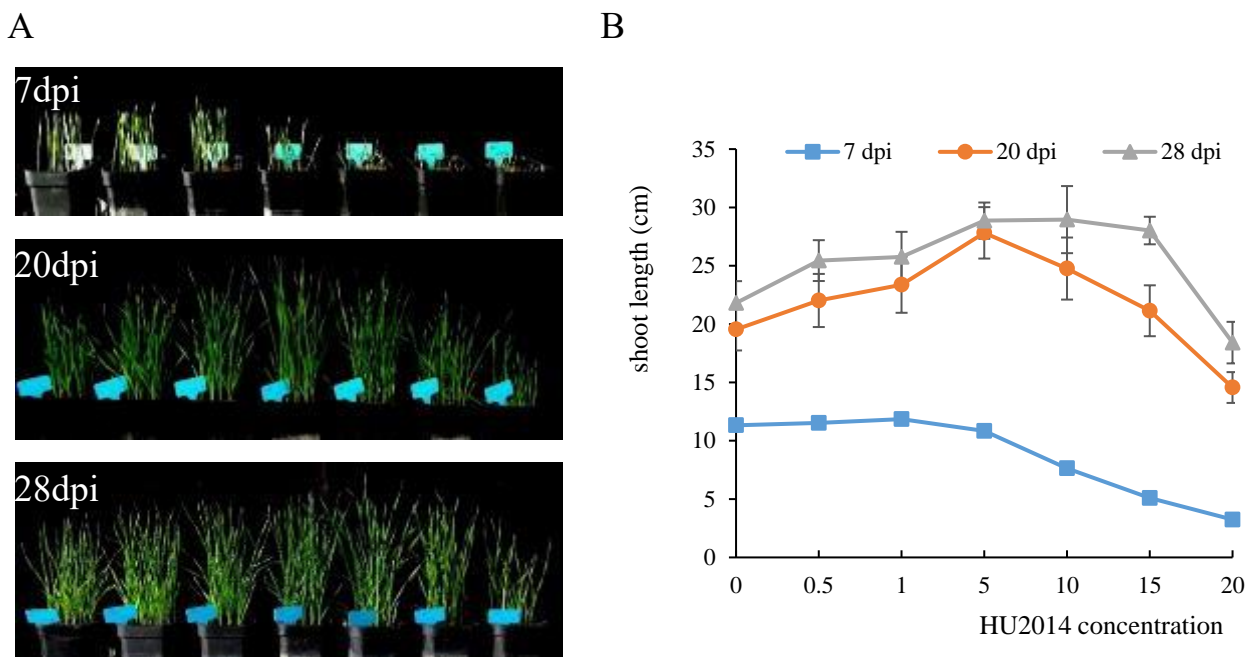 A
7dpi
20dpi
28dpi
B
7 dpi 20 dpi 28 dpi
shoot length (cm)
35
30
25
20
15
10
5
0
0 0.5 1 5 10 15 20
HU2014 concentration